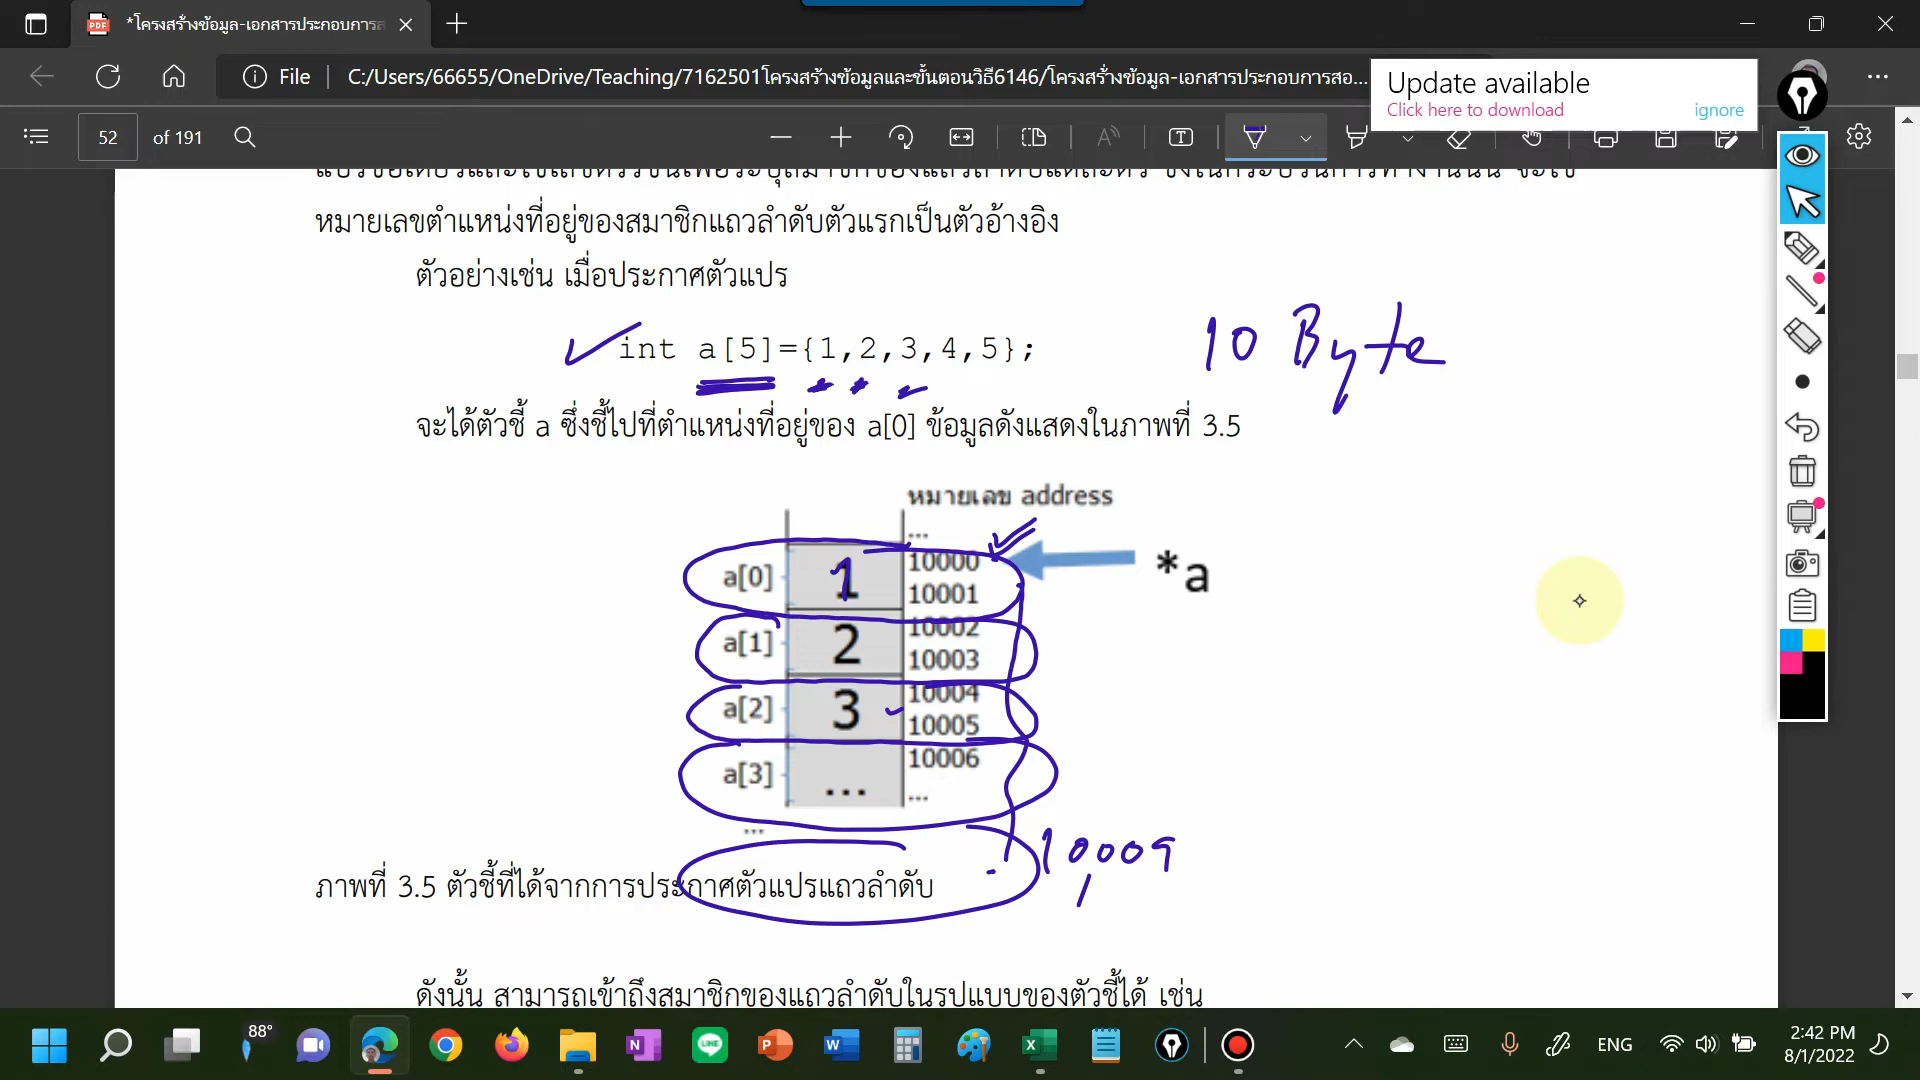 *โครงสร้างข้อมูล-เอกสารประกอบการส
File
C:/Users/66655/OneDrive/Teaching/7162501โครงสร้างข้อมูลและขั้นตอนวิธี6146/โครงสร้างข้อมูล-เอกสารประกอบการสอ...
Update available
Click here to download
ignore
52
of 191
หมายเลขตำแหน่งที่อยู่ของสมาชิกแถวลำดับตัวแรกเป็นตัวอ้างอิง
ตัวอย่างเช่น เมื่อประกาศตัวแปร
int a[5]={1,2,3,4,5};
10 Byte
จะได้ตัวชี้ a ซึ่งชี้ไปที่ตำแหน่งที่อยู่ของ a[0] ข้อมูลดังแสดงในภาพที่ 3.5
หมายเลข address
...
a[0] 1 10000
10001
*a
a[1] 2 10002
10003
a[2] 3 10004
10005
a[3] ... 10006
...
...
10009
ภาพที่ 3.5 ตัวชี้ที่ได้จากการประกาศตัวแปรแถวลำดับ
ดังนั้น สามารถเข้าถึงสมาชิกของแถวลำดับในรูปแบบของตัวชี้ได้ เช่น
88°
ENG
2:42 PM
8/1/2022